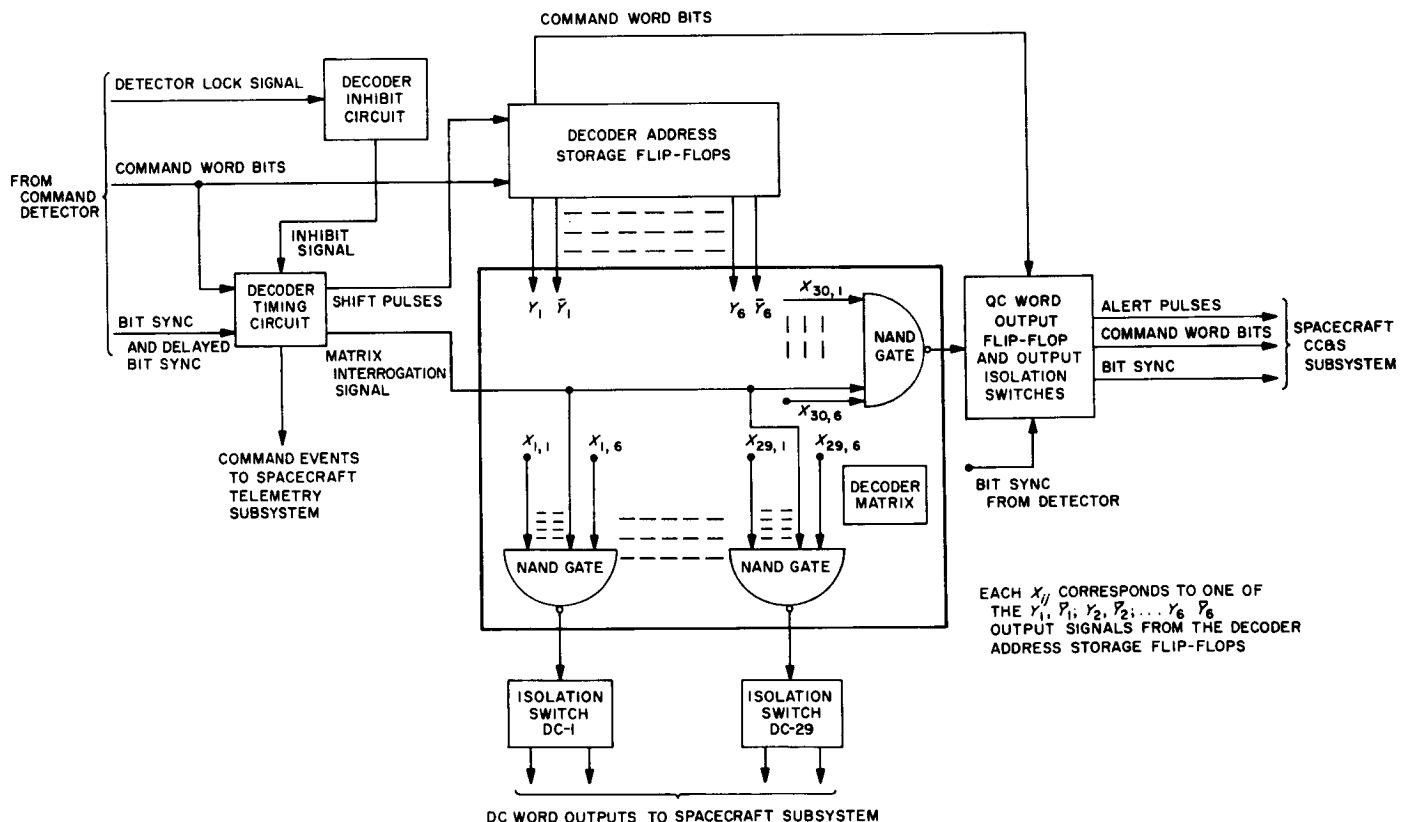 COMMAND WORD BITS
DETECTOR LOCK SIGNAL
DECODER
INHIBIT
CIRCUIT
DECODER ADDRESS
STORAGE FLIP-FLOPS
COMMAND WORD BITS
FROM
COMMAND
DETECTOR
INHIBIT
SIGNAL
DECODER
TIMING
CIRCUIT
SHIFT PULSES
BIT SYNC
AND DELAYED
BIT SYNC
MATRIX
INTERROGATION
SIGNAL
COMMAND EVENTS
TO SPACECRAFT
TELEMETRY
SUBSYSTEM
Y1 Ȳ1 Y6 Ȳ6
X30,1
NAND
GATE
X30,6
QC WORD
OUTPUT
FLIP-FLOP
AND OUTPUT
ISOLATION
SWITCHES
ALERT PULSES
COMMAND WORD BITS
BIT SYNC
SPACECRAFT
CC&S
SUBSYSTEM
BIT SYNC
FROM DETECTOR
X1,1 X1,6 X29,1 X29,6
DECODER
MATRIX
NAND GATE
NAND GATE
EACH Xij CORRESPONDS TO ONE OF
THE Y1, Ȳ1; Y2, Ȳ2; ... Y6 Ȳ6
OUTPUT SIGNALS FROM THE DECODER
ADDRESS STORAGE FLIP-FLOPS
ISOLATION
SWITCH
DC-1
ISOLATION
SWITCH
DC-29
DC WORD OUTPUTS TO SPACECRAFT SUBSYSTEM